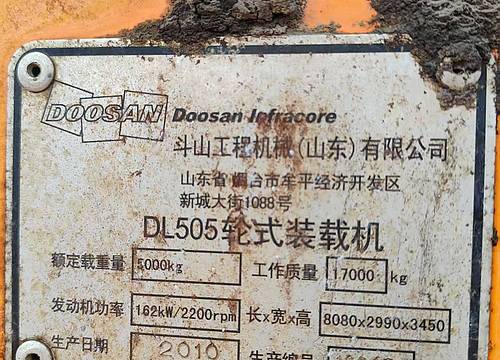 DOOSAN Doosan Infracore
斗山工程机械(山东)有限公司
山东省烟台市牟平经济开发区
新城大街1088号
DL505轮式装载机
额定载重量 5000kg 工作质量 17000 kg
发动机功率 162kW/2200rpm 长x宽x高 8080x2990x3450
生产日期 2010 生产编号